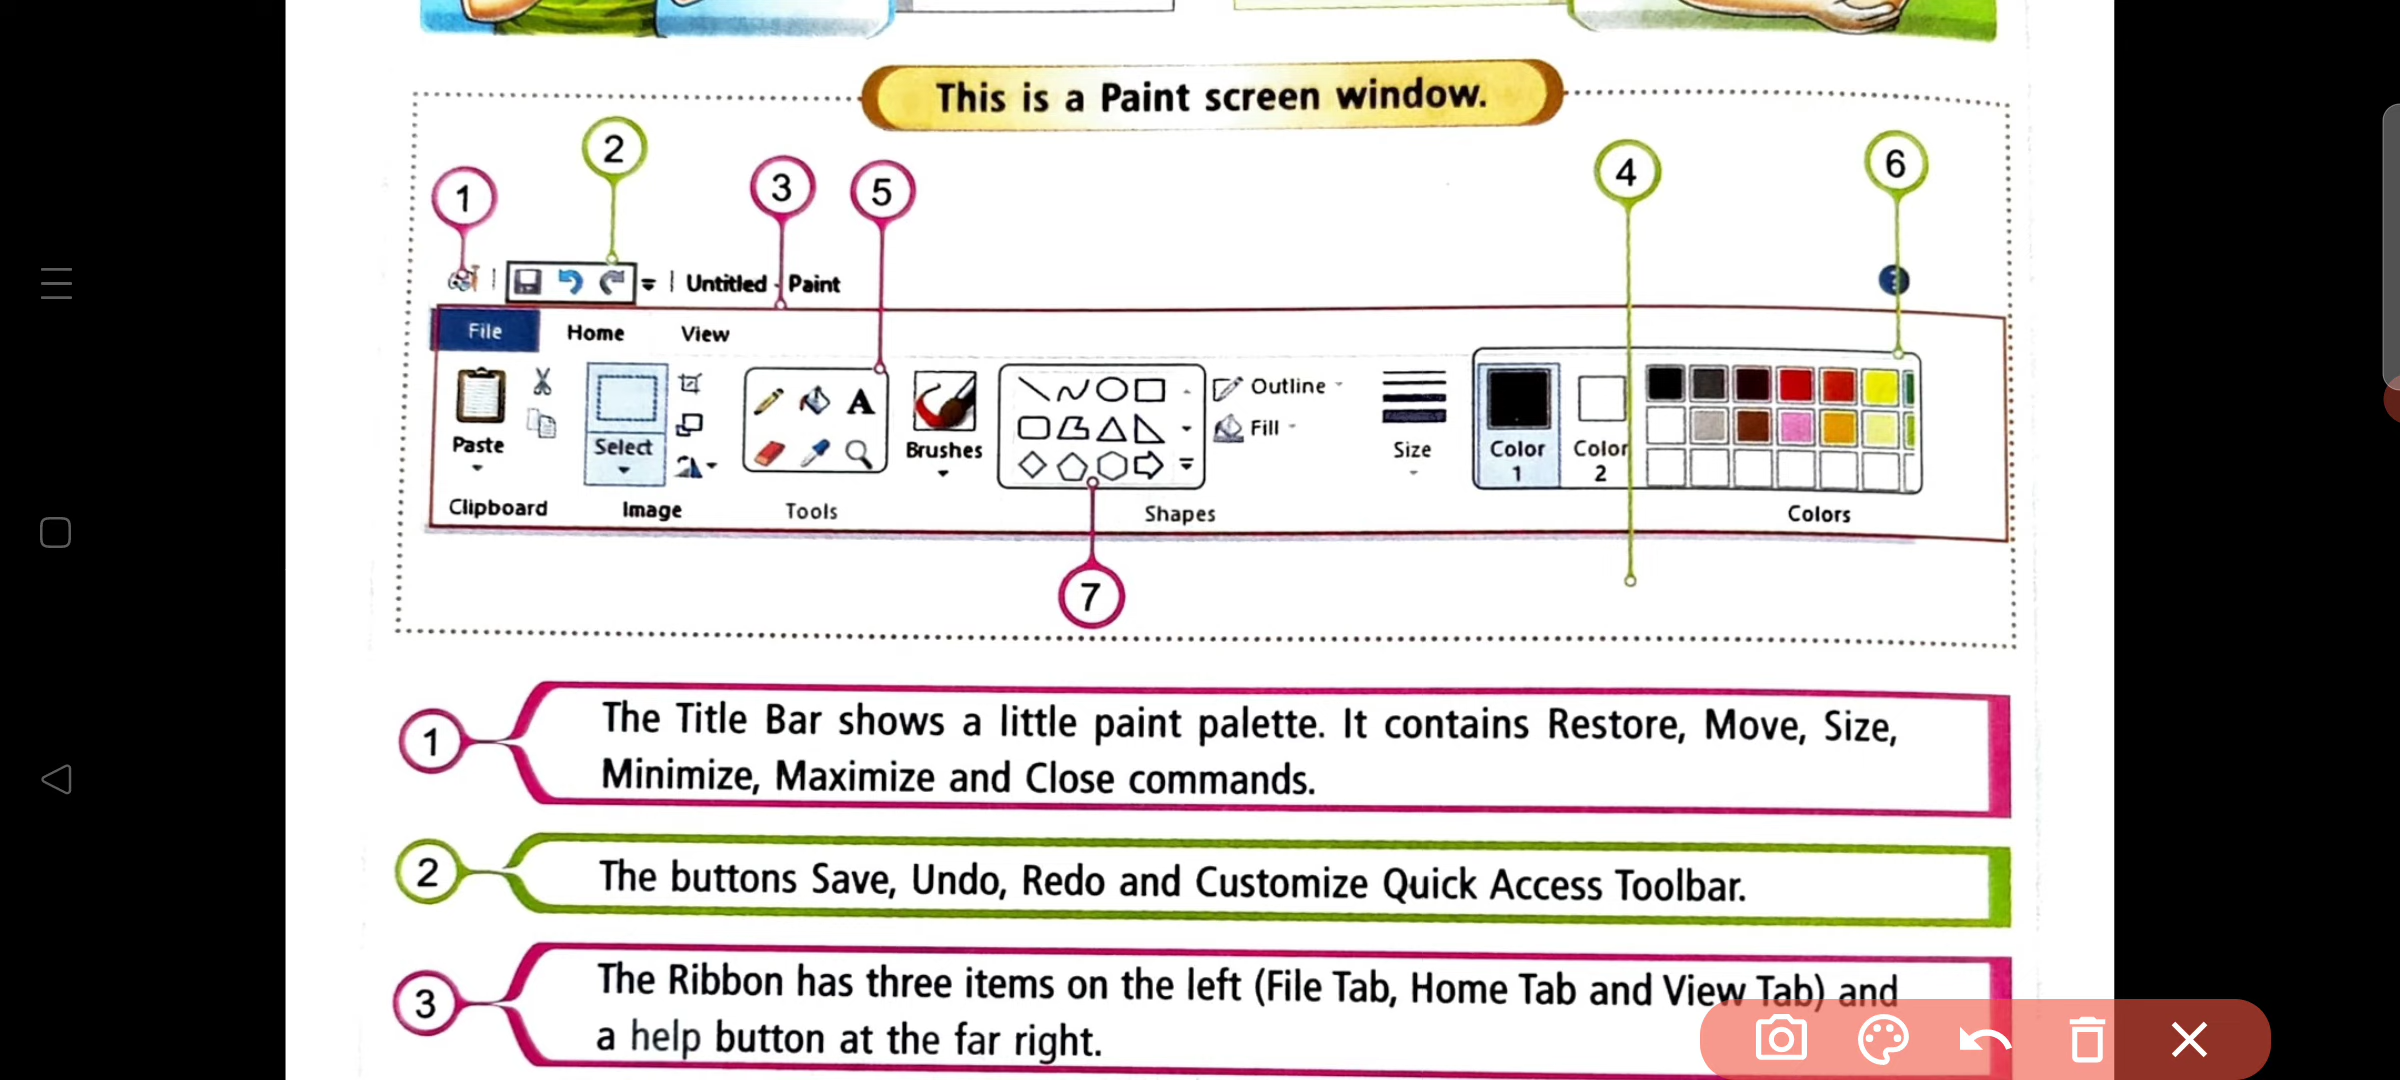 This is a Paint screen window.
1
2
3
5
4
6
Untitled - Paint
?
File Home View
Paste
Select
A
Brushes
Outline
Fill
Size
Color 1
Color 2
Clipboard
Image
Tools
Shapes
Colors
7
1
The Title Bar shows a little paint palette. It contains Restore, Move, Size,
Minimize, Maximize and Close commands.
2
The buttons Save, Undo, Redo and Customize Quick Access Toolbar.
3
The Ribbon has three items on the left (File Tab, Home Tab and View Tab) and
a help button at the far right.